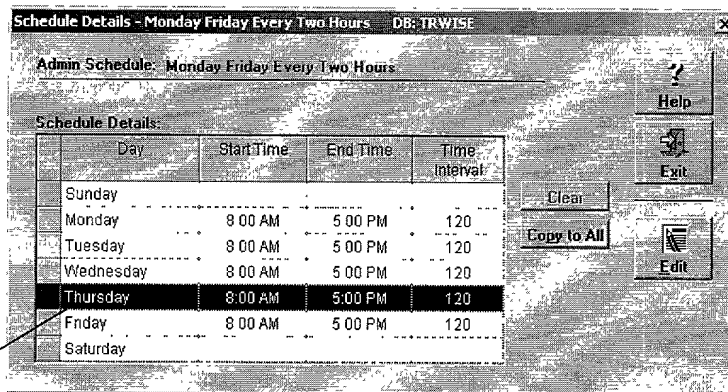 Schedule Details - Monday Friday Every Two Hours DB: TRWISE
Admin Schedule: Monday Friday Every Two Hours
Help
Schedule Details:
Day Start Time End Time Time Interval
Exit
Sunday
Clear
Monday 8 00 AM 5 00 PM 120
Copy to All
Tuesday 8 00 AM 5 00 PM 120
Edit
Wednesday 8 00 AM 5 00 PM 120
Thursday 8:00 AM 5:00 PM 120
Friday 8 00 AM 5 00 PM 120
Saturday